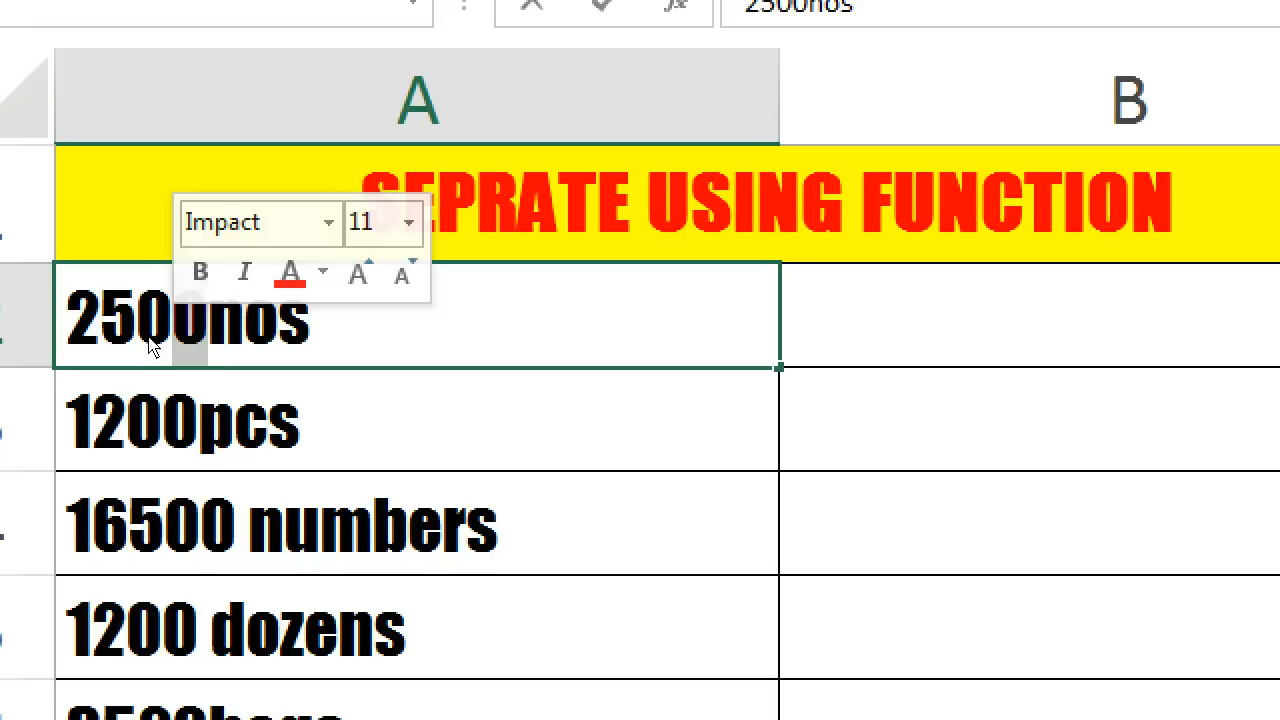 2500nos
A B
SEPRATE USING FUNCTION
Impact 11
B I A A A
2500nos
1200pcs
16500 numbers
1200 dozens